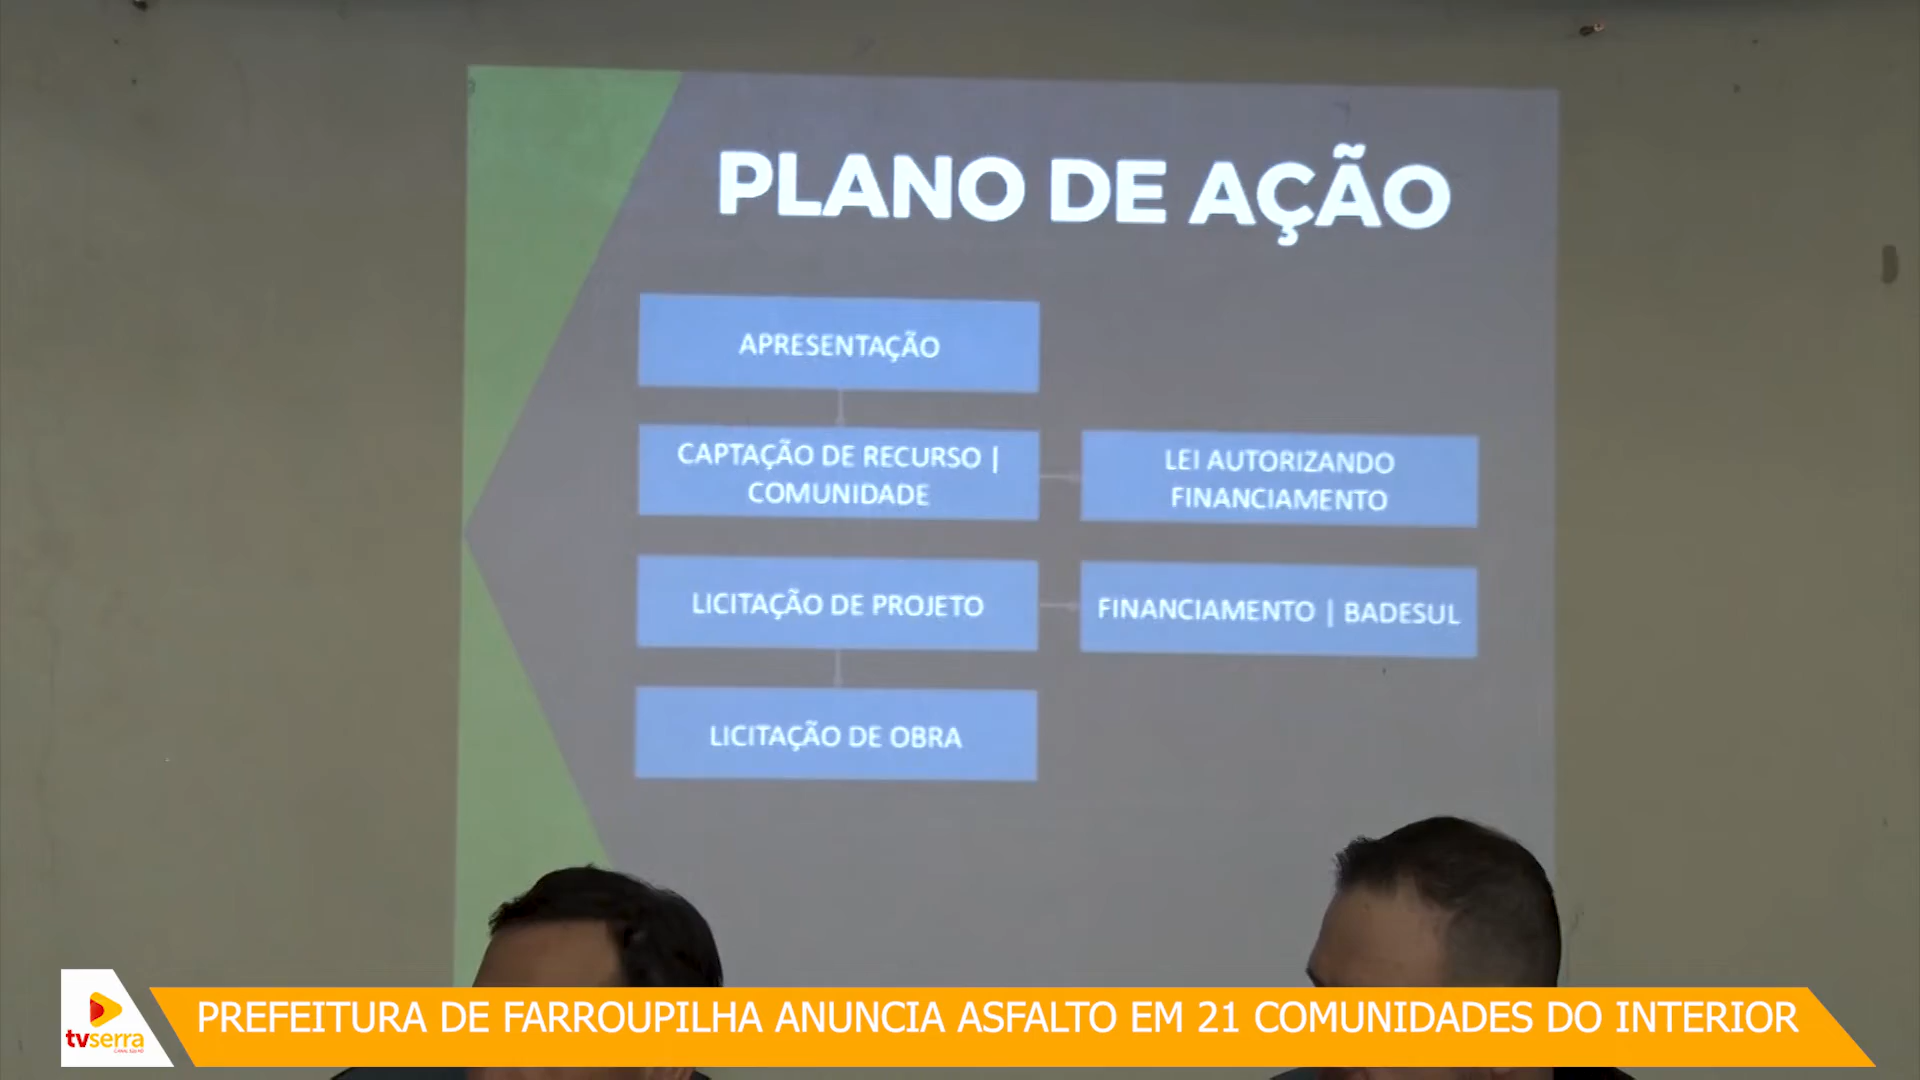 PLANO DE AÇÃO
APRESENTAÇÃO
CAPTAÇÃO DE RECURSO |
COMUNIDADE
LEI AUTORIZANDO
FINANCIAMENTO
LICITAÇÃO DE PROJETO
FINANCIAMENTO | BADESUL
LICITAÇÃO DE OBRA
tvserra
PREFEITURA DE FARROUPILHA ANUNCIA ASFALTO EM 21 COMUNIDADES DO INTERIOR